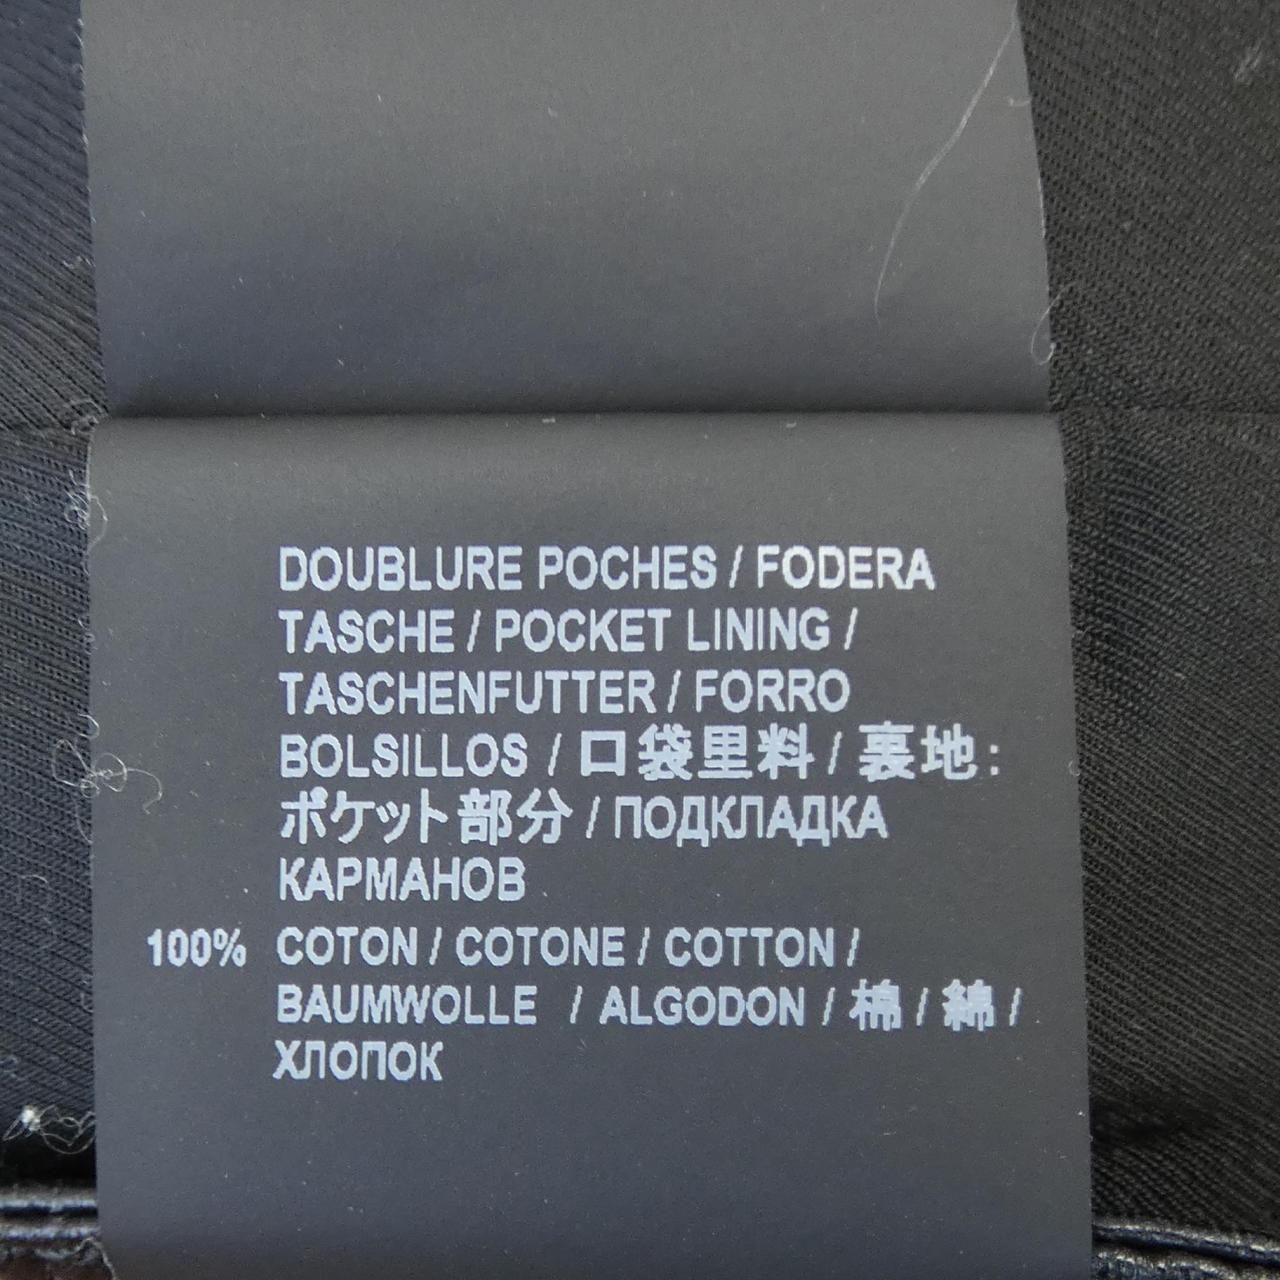 DOUBLURE POCHES / FODERA
TASCHE / POCKET LINING /
TASCHENFUTTER / FORRO
BOLSILLOS / 口袋里料 / 裏地:
ポケット部分 / ПОДКЛАДКА
КАРМАНОВ
100% COTON / COTONE / COTTON /
BAUMWOLLE / ALGODON / 棉 / 綿 /
ХЛОПОК